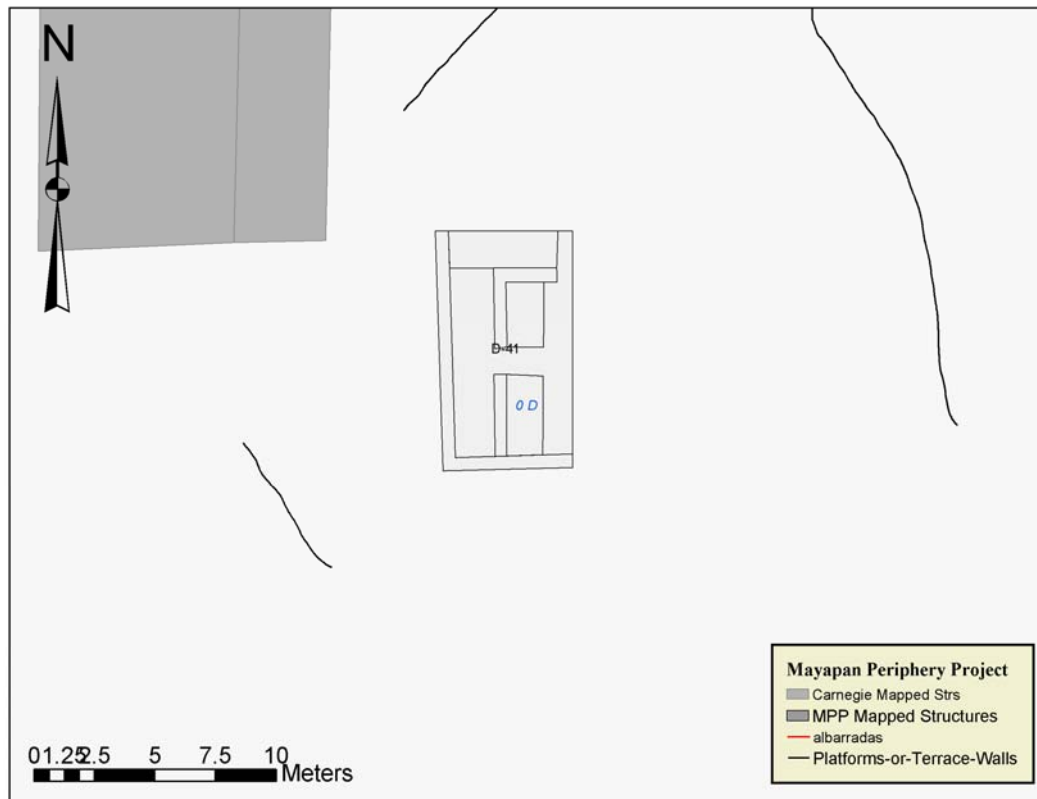 N
D-41
0 D
01.252.5 5 7.5 10
Meters
Mayapan Periphery Project
Carnegie Mapped Strs
MPP Mapped Structures
albarradas
Platforms-or-Terrace-Walls